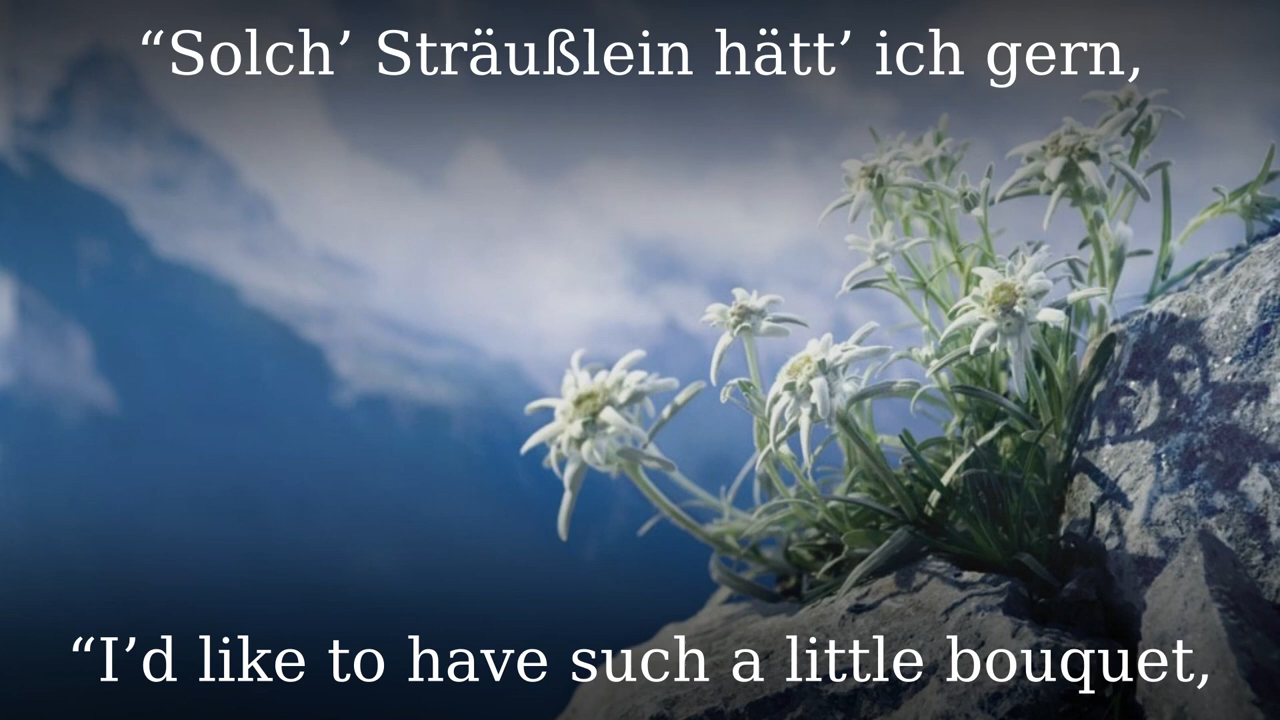 “Solch’ Sträußlein hätt’ ich gern,
“I’d like to have such a little bouquet,